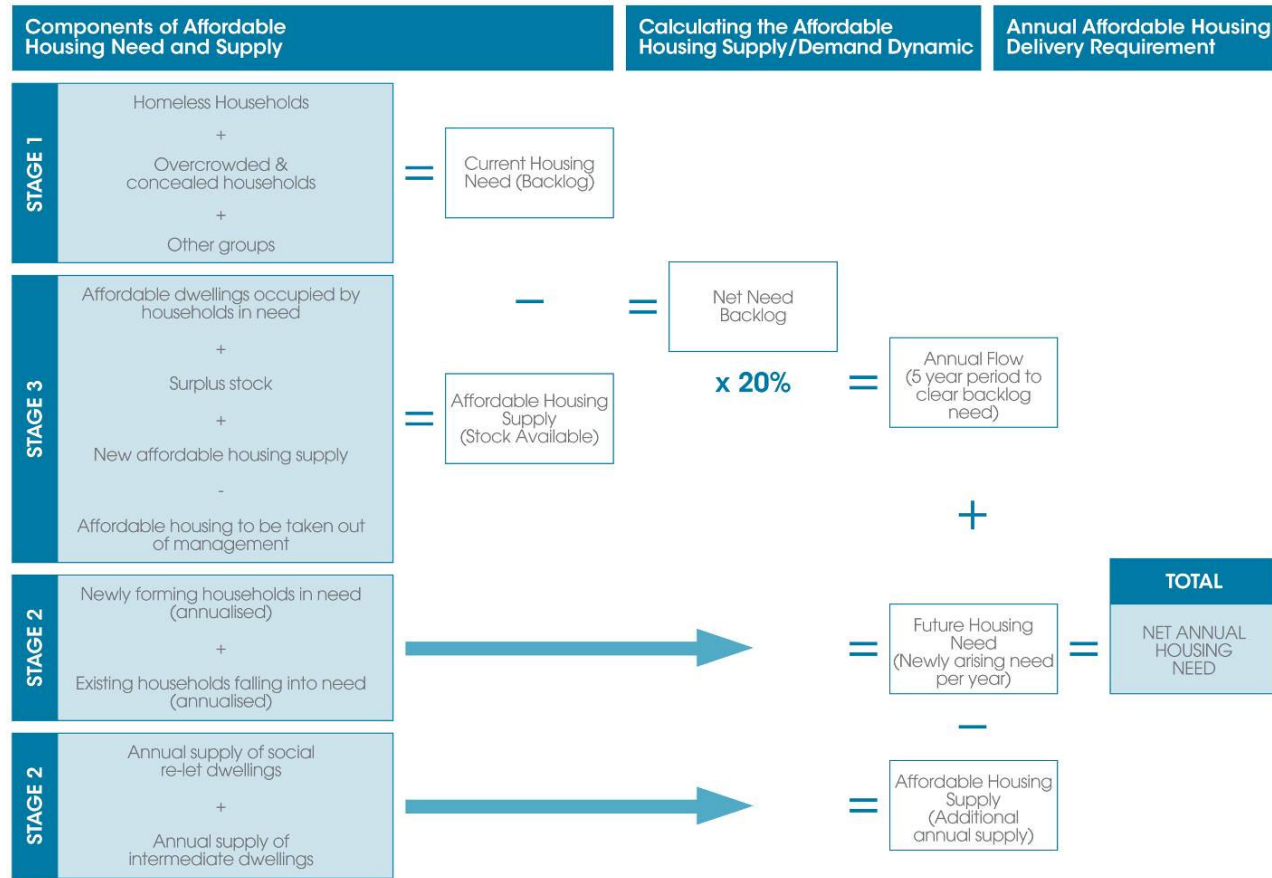 Components of Affordable
Housing Need and Supply
Calculating the Affordable
Housing Supply/Demand Dynamic
Annual Affordable Housing
Delivery Requirement
STAGE 1
Homeless Households
+
Overcrowded &
concealed households
+
Other groups
=
Current Housing
Need (Backlog)
STAGE 3
Affordable dwellings occupied by
households in need
+
Surplus stock
+
New affordable housing supply
-
Affordable housing to be taken out
of management
=
Affordable Housing
Supply
(Stock Available)
–
=
Net Need
Backlog
x 20%
=
Annual Flow
(5 year period to
clear backlog
need)
+
STAGE 2
Newly forming households in need
(annualised)
+
Existing households falling into need
(annualised)
=
Future Housing
Need
(Newly arising need
per year)
=
TOTAL
NET ANNUAL
HOUSING
NEED
–
STAGE 2
Annual supply of social
re-let dwellings
+
Annual supply of
intermediate dwellings
=
Affordable Housing
Supply
(Additional
annual supply)